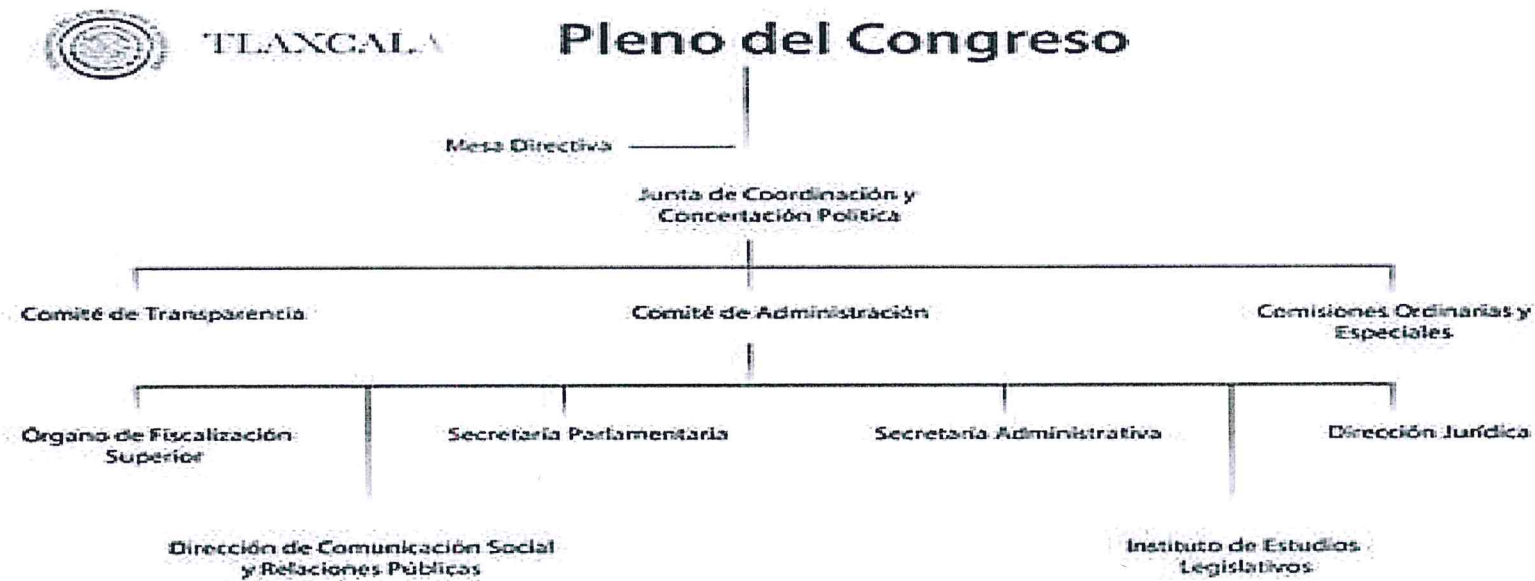 TLAXCALA
Pleno del Congreso
Mesa Directiva
Junta de Coordinación y
Concertación Política
Comité de Transparencia
Comité de Administración
Comisiones Ordinarias y
Especiales
Órgano de Fiscalización
Superior
Secretaría Parlamentaria
Secretaría Administrativa
Dirección Jurídica
Dirección de Comunicación Social
y Relaciones Públicas
Instituto de Estudios
Legislativos